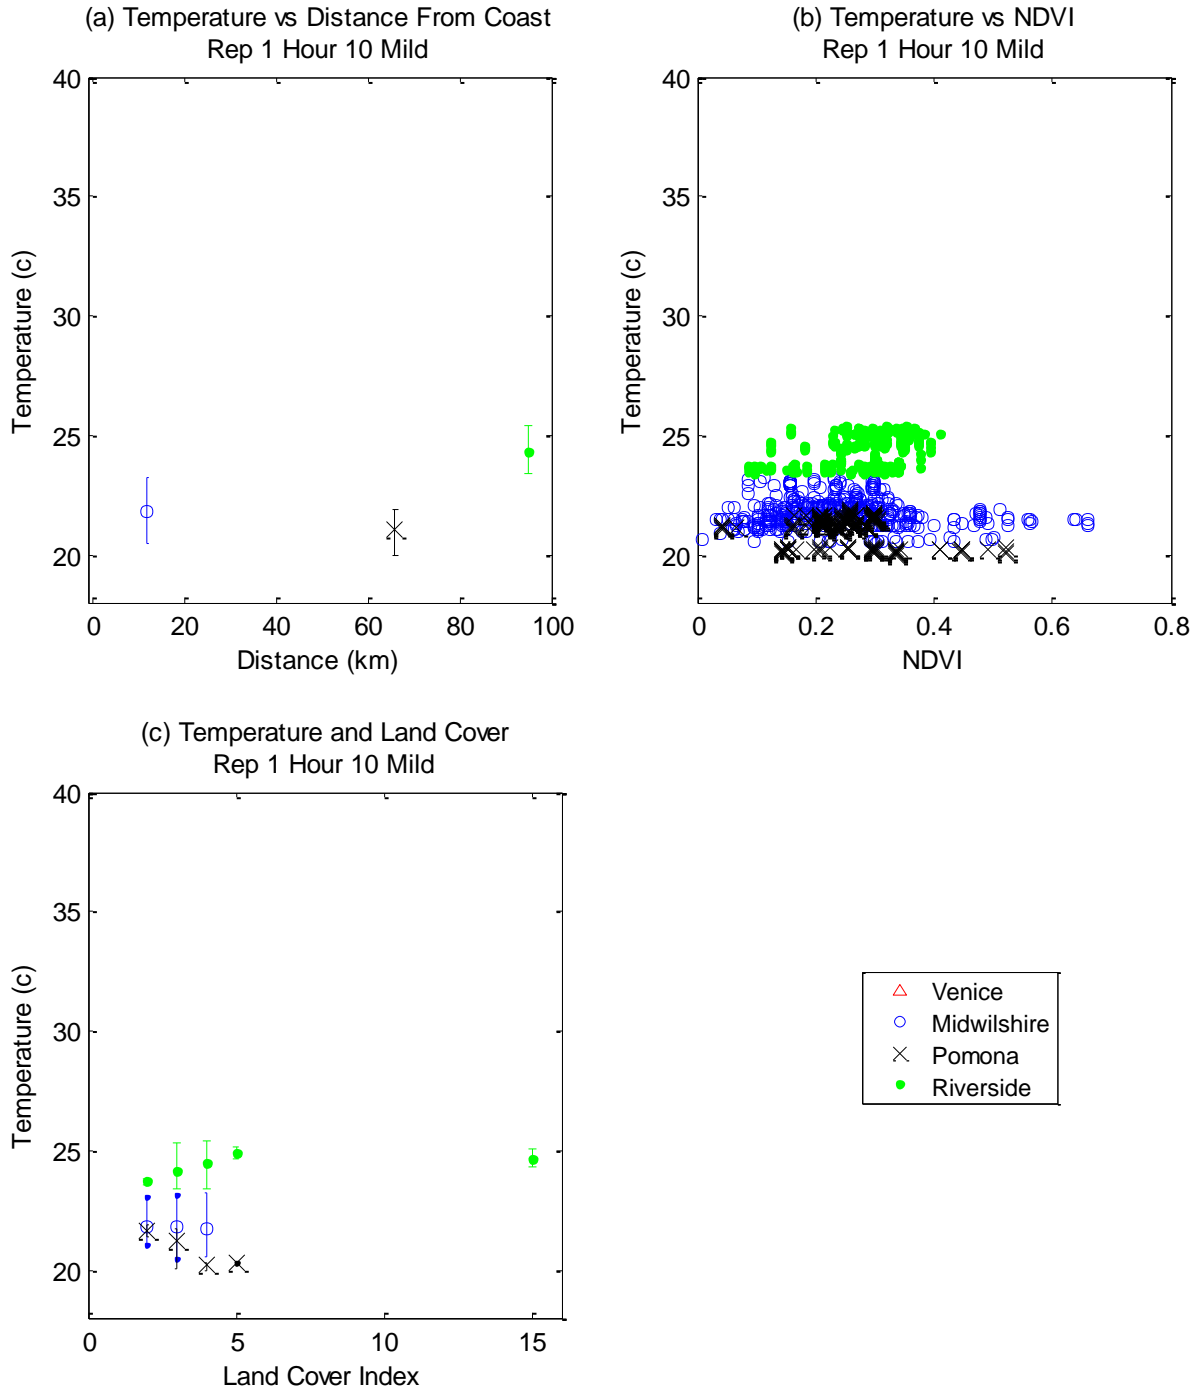 (a) Temperature vs Distance From Coast
Rep 1 Hour 10 Mild
40
35
30
25
20
Temperature (c)
0 20 40 60 80 100
Distance (km)
(b) Temperature vs NDVI
Rep 1 Hour 10 Mild
40
35
30
25
20
Temperature (c)
0 0.2 0.4 0.6 0.8
NDVI
(c) Temperature and Land Cover
Rep 1 Hour 10 Mild
40
35
30
25
20
Temperature (c)
0 5 10 15
Land Cover Index
Venice
Midwilshire
Pomona
Riverside